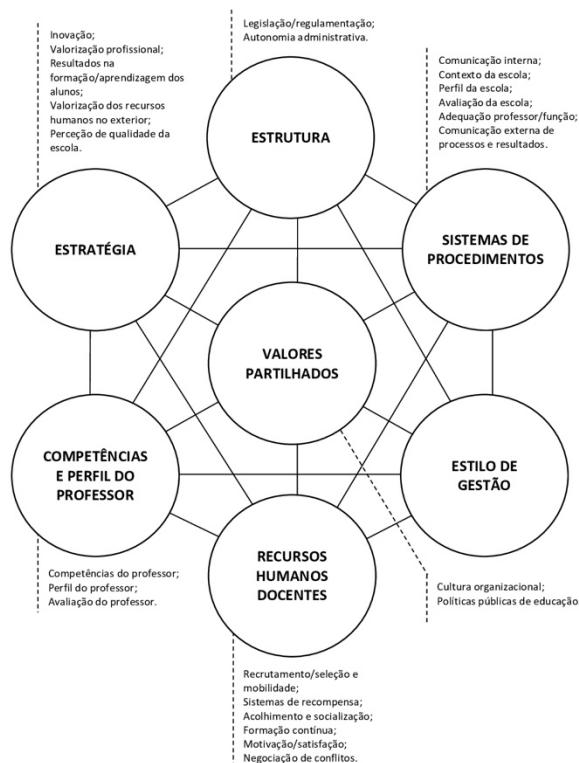 Legislação/regulamentação;
Autonomia administrativa.
Inovação;
Valorização profissional;
Resultados na
formação/aprendizagem dos
alunos;
Valorização dos recursos
humanos no exterior;
Perceção de qualidade da
escola.
Comunicação interna;
Contexto da escola;
Perfil da escola;
Avaliação da escola;
Adequação professor/função;
Comunicação externa de
processos e resultados.
ESTRUTURA
ESTRATÉGIA
SISTEMAS DE
PROCEDIMENTOS
VALORES
PARTILHADOS
COMPETÊNCIAS
E PERFIL DO
PROFESSOR
ESTILO DE
GESTÃO
RECURSOS
HUMANOS
DOCENTES
Competências do professor;
Perfil do professor;
Avaliação do professor.
Cultura organizacional;
Políticas públicas de educação
Recrutamento/seleção e
mobilidade;
Sistemas de recompensa;
Acolhimento e socialização;
Formação contínua;
Motivação/satisfação;
Negociação de conflitos.